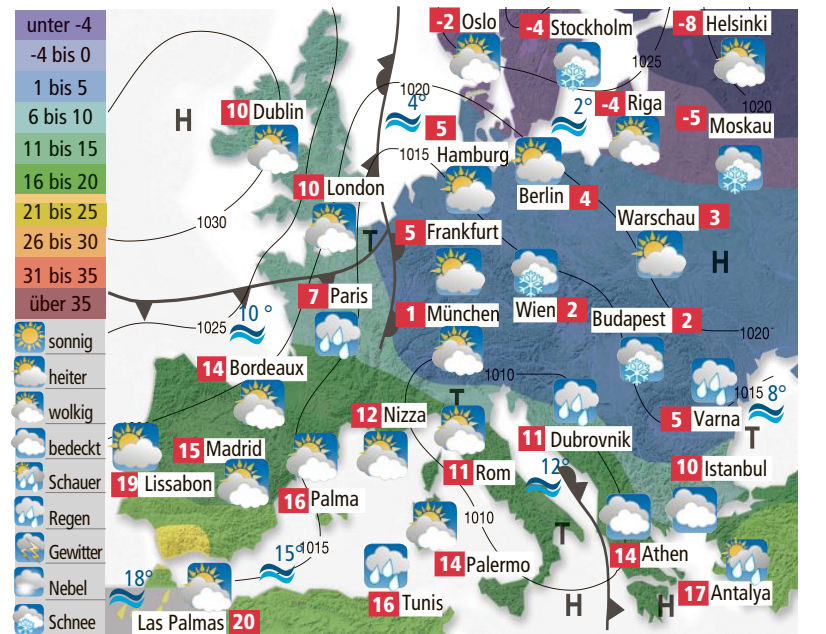 unter -4
-4 bis 0
1 bis 5
6 bis 10
11 bis 15
16 bis 20
21 bis 25
26 bis 30
31 bis 35
über 35
sonnig
heiter
wolkig
bedeckt
Schauer
Regen
Gewitter
Nebel
Schnee
-2 Oslo
-4 Stockholm
-8 Helsinki
1025
1020
1020
H
10 Dublin
4°
5
Hamburg
2°
-4 Riga
-5
Moskau
1015
10 London
Berlin 4
Warschau 3
1030
T
5 Frankfurt
H
7 Paris
1 München
Wien 2
Budapest 2
10°
1025
1020
14 Bordeaux
1010
T
1015
8°
5 Varna
T
12 Nizza
11
Dubrovnik
15 Madrid
19 Lissabon
16 Palma
11 Rom
12°
10 Istanbul
1010
15°
1015
T
14 Palermo
14 Athen
18°
Las Palmas 20
16 Tunis
H
H
17 Antalya